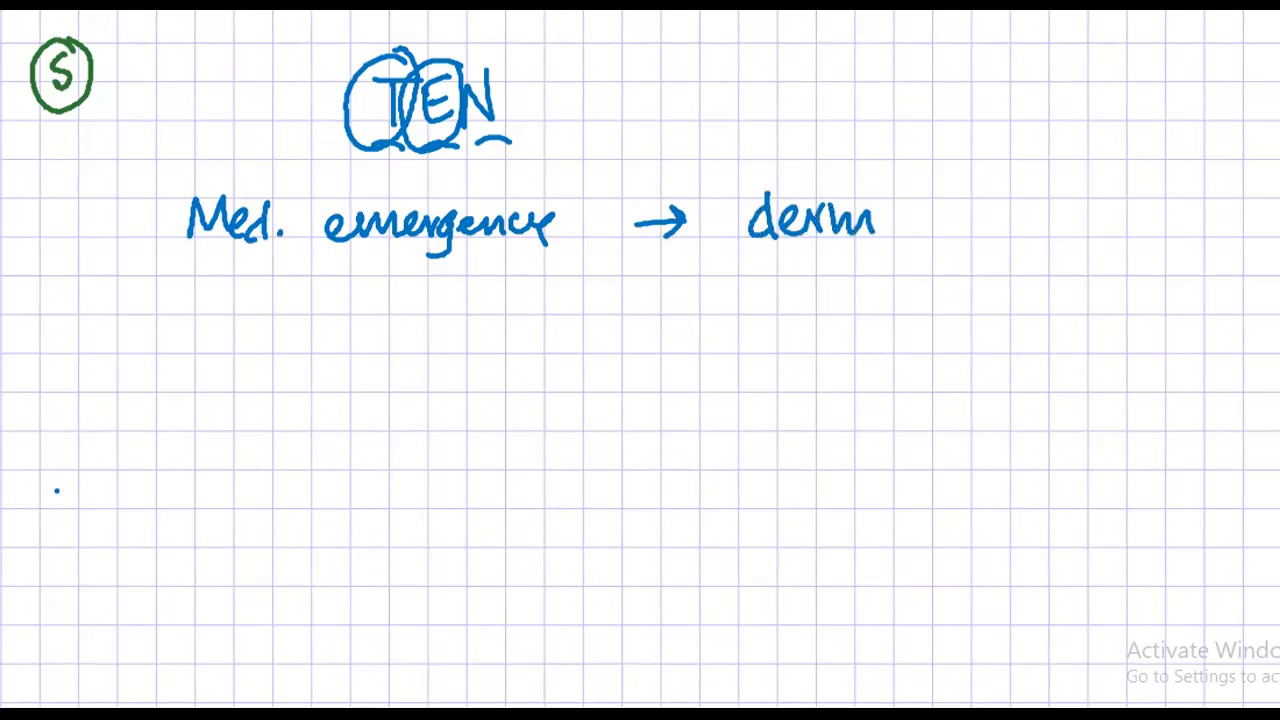 S
TEN
Med. emergency → derm
Activate Windo
Go to Settings to ac